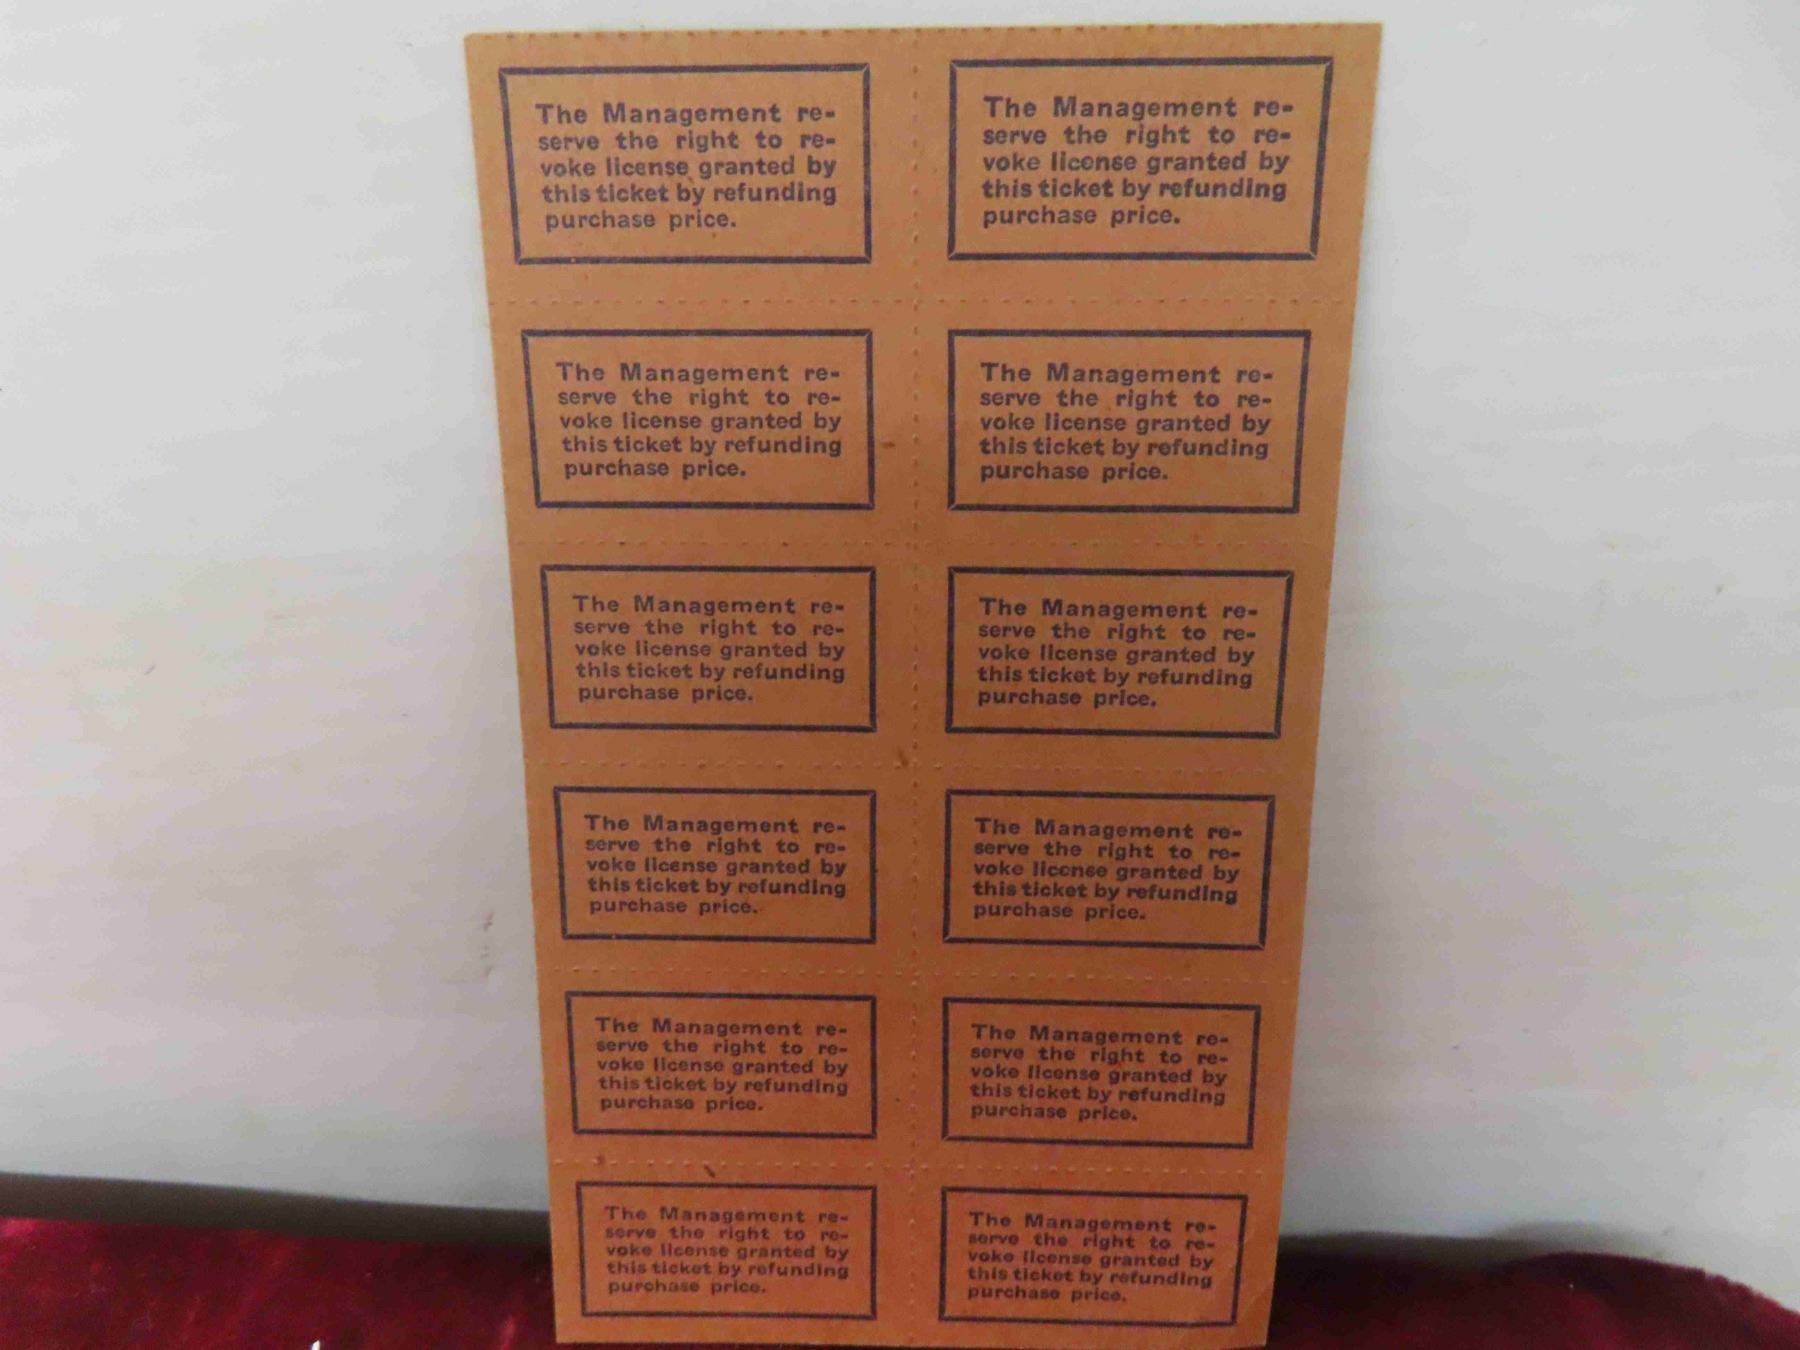 The Management re-
serve the right to re-
voke license granted by
this ticket by refunding
purchase price.
The Management re-
serve the right to re-
voke license granted by
this ticket by refunding
purchase price.
The Management re-
serve the right to re-
voke license granted by
this ticket by refunding
purchase price.
The Management re-
serve the right to re-
voke license granted by
this ticket by refunding
purchase price.
The Management re-
serve the right to re-
voke license granted by
this ticket by refunding
purchase price.
The Management re-
serve the right to re-
voke license granted by
this ticket by refunding
purchase price.
The Management re-
serve the right to re-
voke license granted by
this ticket by refunding
purchase price.
The Management re-
serve the right to re-
voke license granted by
this ticket by refunding
purchase price.
The Management re-
serve the right to re-
voke license granted by
this ticket by refunding
purchase price.
The Management re-
serve the right to re-
voke license granted by
this ticket by refunding
purchase price.
The Management re-
serve the right to re-
voke license granted by
this ticket by refunding
purchase price.
The Management re-
serve the right to re-
voke license granted by
this ticket by refunding
purchase price.